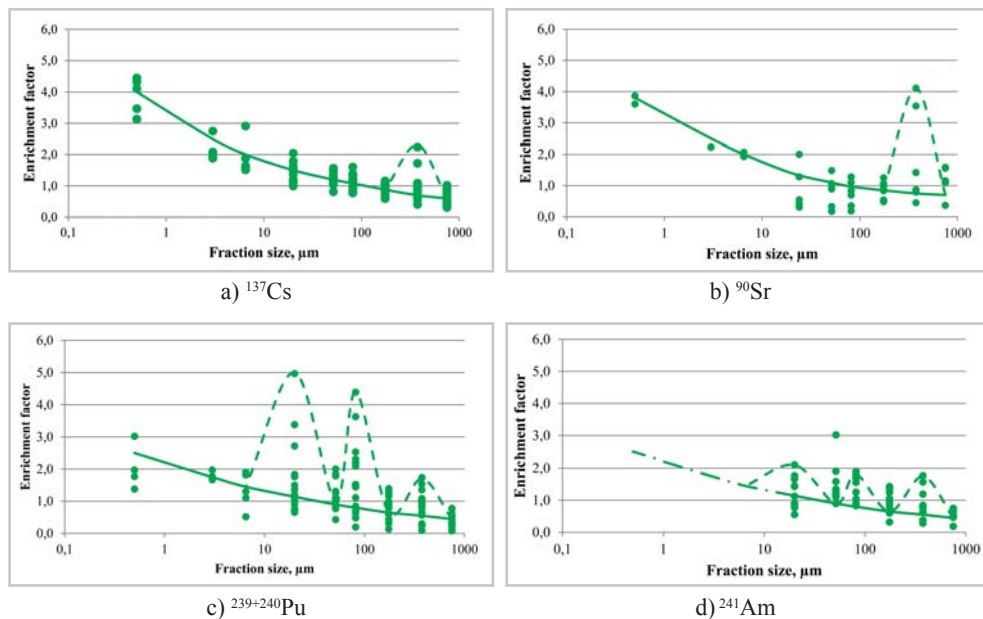 6,0
5,0
4,0
3,0
2,0
1,0
0,0
Enrichment factor
0,1 1 10 100 1000
Fraction size, µm
a) ¹³⁷Cs
6,0
5,0
4,0
3,0
2,0
1,0
0,0
Enrichment factor
0,1 1 10 100 1000
Fraction size, µm
b) ⁹⁰Sr
6,0
5,0
4,0
3,0
2,0
1,0
0,0
Enrichment factor
0,1 1 10 100 1000
Fraction size, µm
c) ²³⁹⁺²⁴⁰Pu
6,0
5,0
4,0
3,0
2,0
1,0
0,0
Enrichment factor
0,1 1 10 100 1000
Fraction size, µm
d) ²⁴¹Am